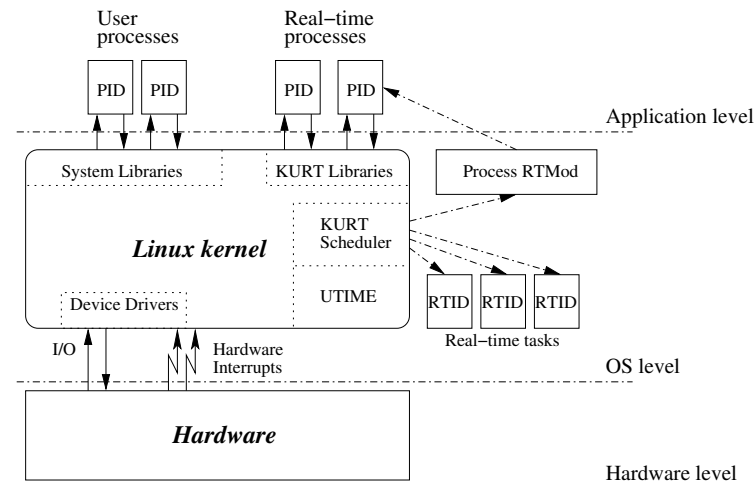 User
processes
Real-time
processes
PID
PID
PID
PID
Application level
System Libraries
KURT Libraries
Process RTMod
KURT
Scheduler
Linux kernel
UTIME
Device Drivers
RTID
RTID
RTID
Real-time tasks
I/O
Hardware
Interrupts
OS level
Hardware
Hardware level